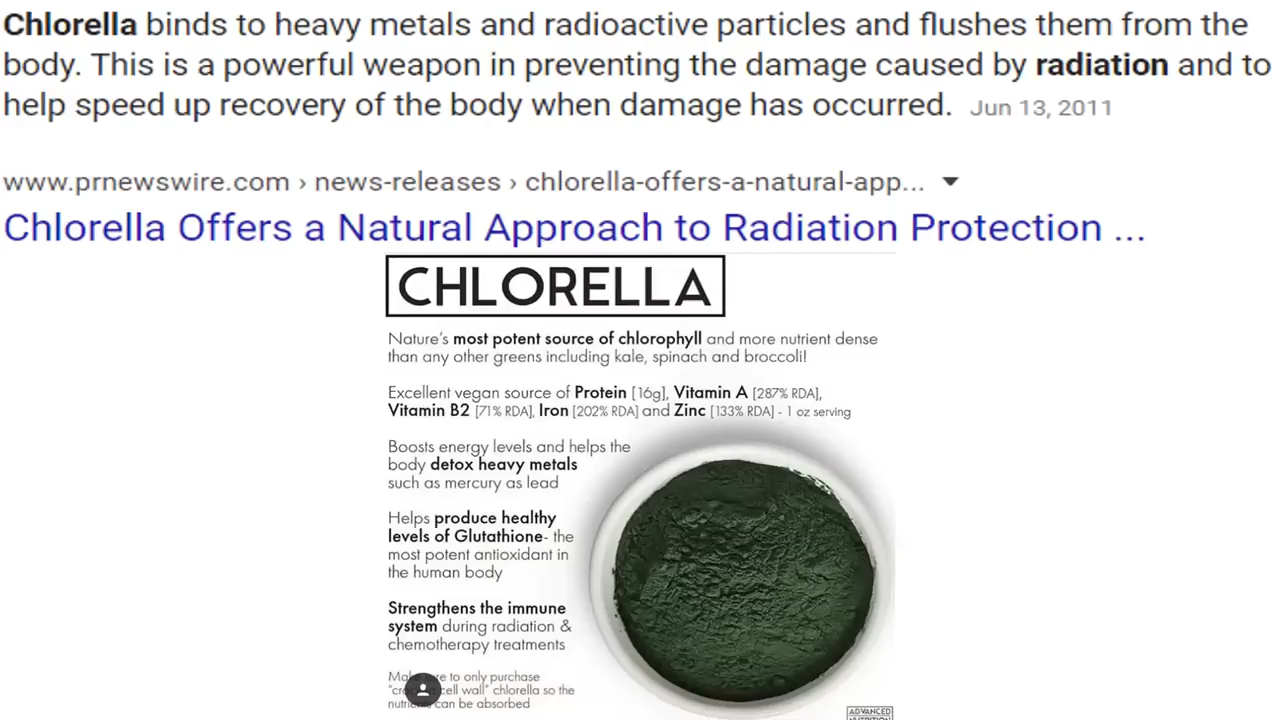 Chlorella binds to heavy metals and radioactive particles and flushes them from the
body. This is a powerful weapon in preventing the damage caused by radiation and to
help speed up recovery of the body when damage has occurred. Jun 13, 2011
www.prnewswire.com › news-releases › chlorella-offers-a-natural-app...
Chlorella Offers a Natural Approach to Radiation Protection ...
CHLORELLA
Nature's most potent source of chlorophyll and more nutrient dense
than any other greens including kale, spinach and broccoli!
Excellent vegan source of Protein [16g], Vitamin A [287% RDA],
Vitamin B2 [71% RDA], Iron [202% RDA] and Zinc [133% RDA] - 1 oz serving
Boosts energy levels and helps the
body detox heavy metals
such as mercury as lead
Helps produce healthy
levels of Glutathione- the
most potent antioxidant in
the human body
Strengthens the immune
system during radiation &
chemotherapy treatments
to only purchase
cell wall" chlorella so the
can be absorbed
ADVANCED
NUTRITION